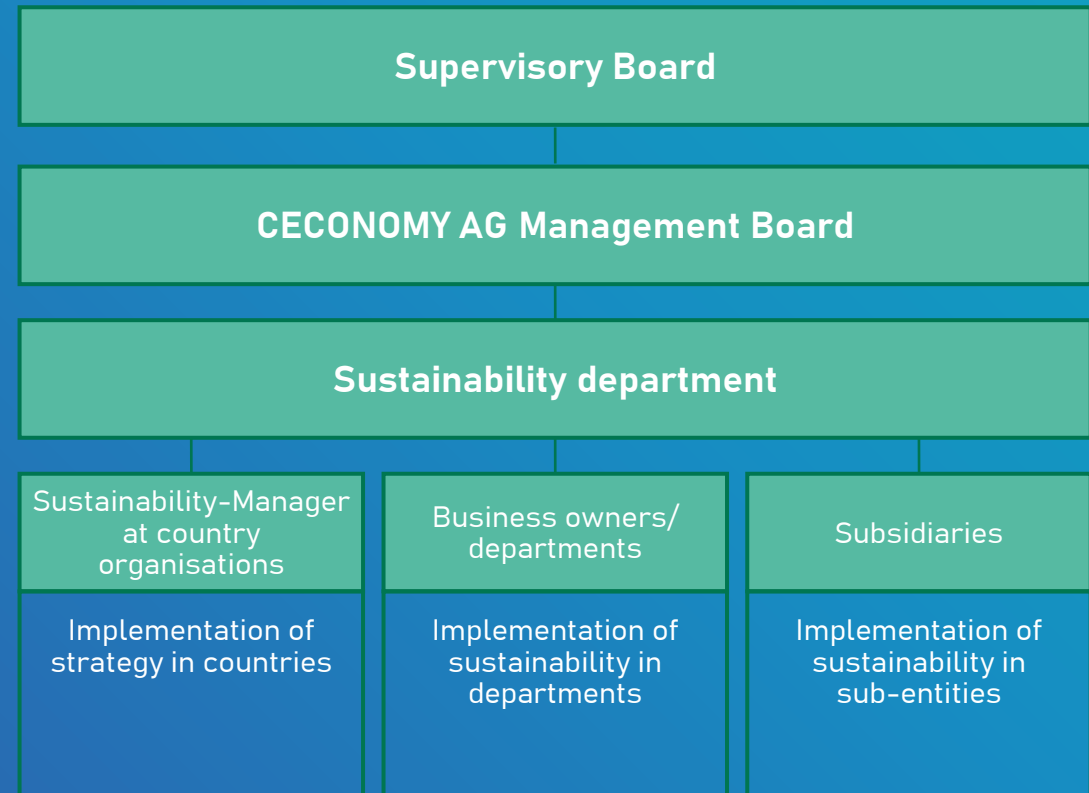 Supervisory Board
CECONOMY AG Management Board
Sustainability department
Sustainability-Manager
at country
organisations
Business owners/
departments
Subsidiaries
Implementation of
strategy in countries
Implementation of
sustainability in
departments
Implementation of
sustainability in
sub-entities